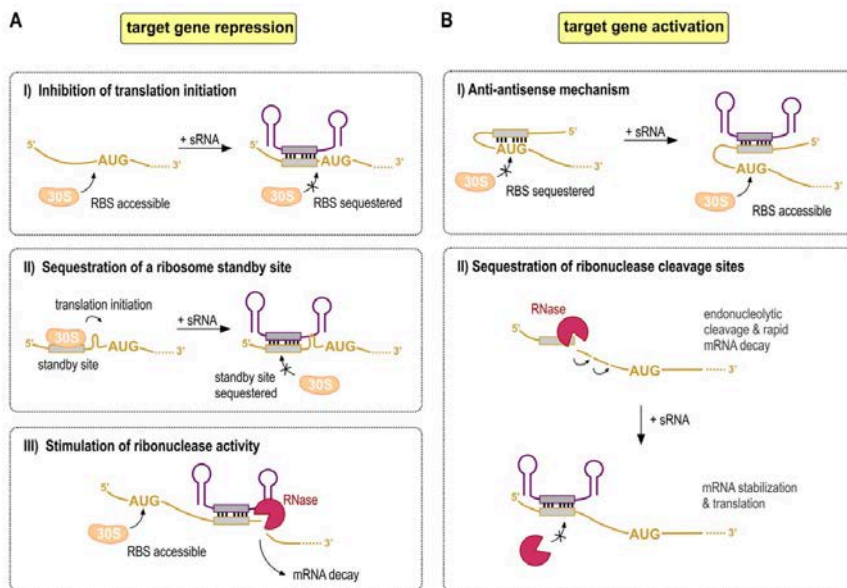 A
target gene repression
I) Inhibition of translation initiation
5'
AUG
3'
30S
RBS accessible
+ sRNA
5'
AUG
3'
30S
RBS sequestered
II) Sequestration of a ribosome standby site
translation initiation
5'
30S
AUG
3'
standby site
+ sRNA
5'
AUG
3'
standby site
sequestered
30S
III) Stimulation of ribonuclease activity
5'
AUG
30S
RBS accessible
RNase
3'
mRNA decay
B
target gene activation
I) Anti-antisense mechanism
5'
AUG
3'
30S
RBS sequestered
+ sRNA
5'
AUG
3'
30S
RBS accessible
II) Sequestration of ribonuclease cleavage sites
RNase
5'
AUG
3'
endonucleolytic
cleavage & rapid
mRNA decay
+ sRNA
5'
AUG
3'
mRNA stabilization
& translation